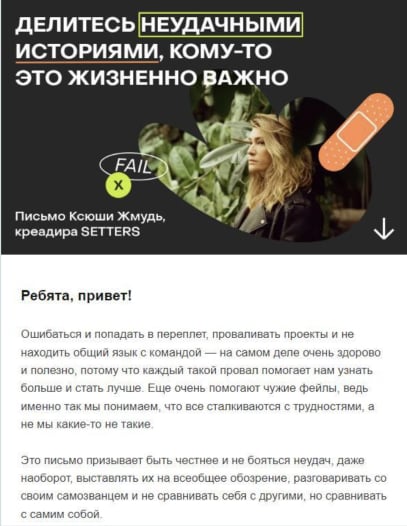 ДЕЛИТЕСЬ НЕУДАЧНЫМИ
ИСТОРИЯМИ, КОМУ-ТО
ЭТО ЖИЗНЕННО ВАЖНО
FAIL
X
Письмо Ксюши Жмудь,
креадира SETTERS
Ребята, привет!
Ошибаться и попадать в переплет, проваливать проекты и не
находить общий язык с командой — на самом деле очень здорово
и полезно, потому что каждый такой провал помогает нам узнать
больше и стать лучше. Еще очень помогают чужие фейлы, ведь
именно так мы понимаем, что все сталкиваются с трудностями, а
не мы какие-то не такие.
Это письмо призывает быть честнее и не бояться неудач, даже
наоборот, выставлять их на всеобщее обозрение, разговаривать со
своим самозванцем и не сравнивать себя с другими, но сравнивать
с самим собой.